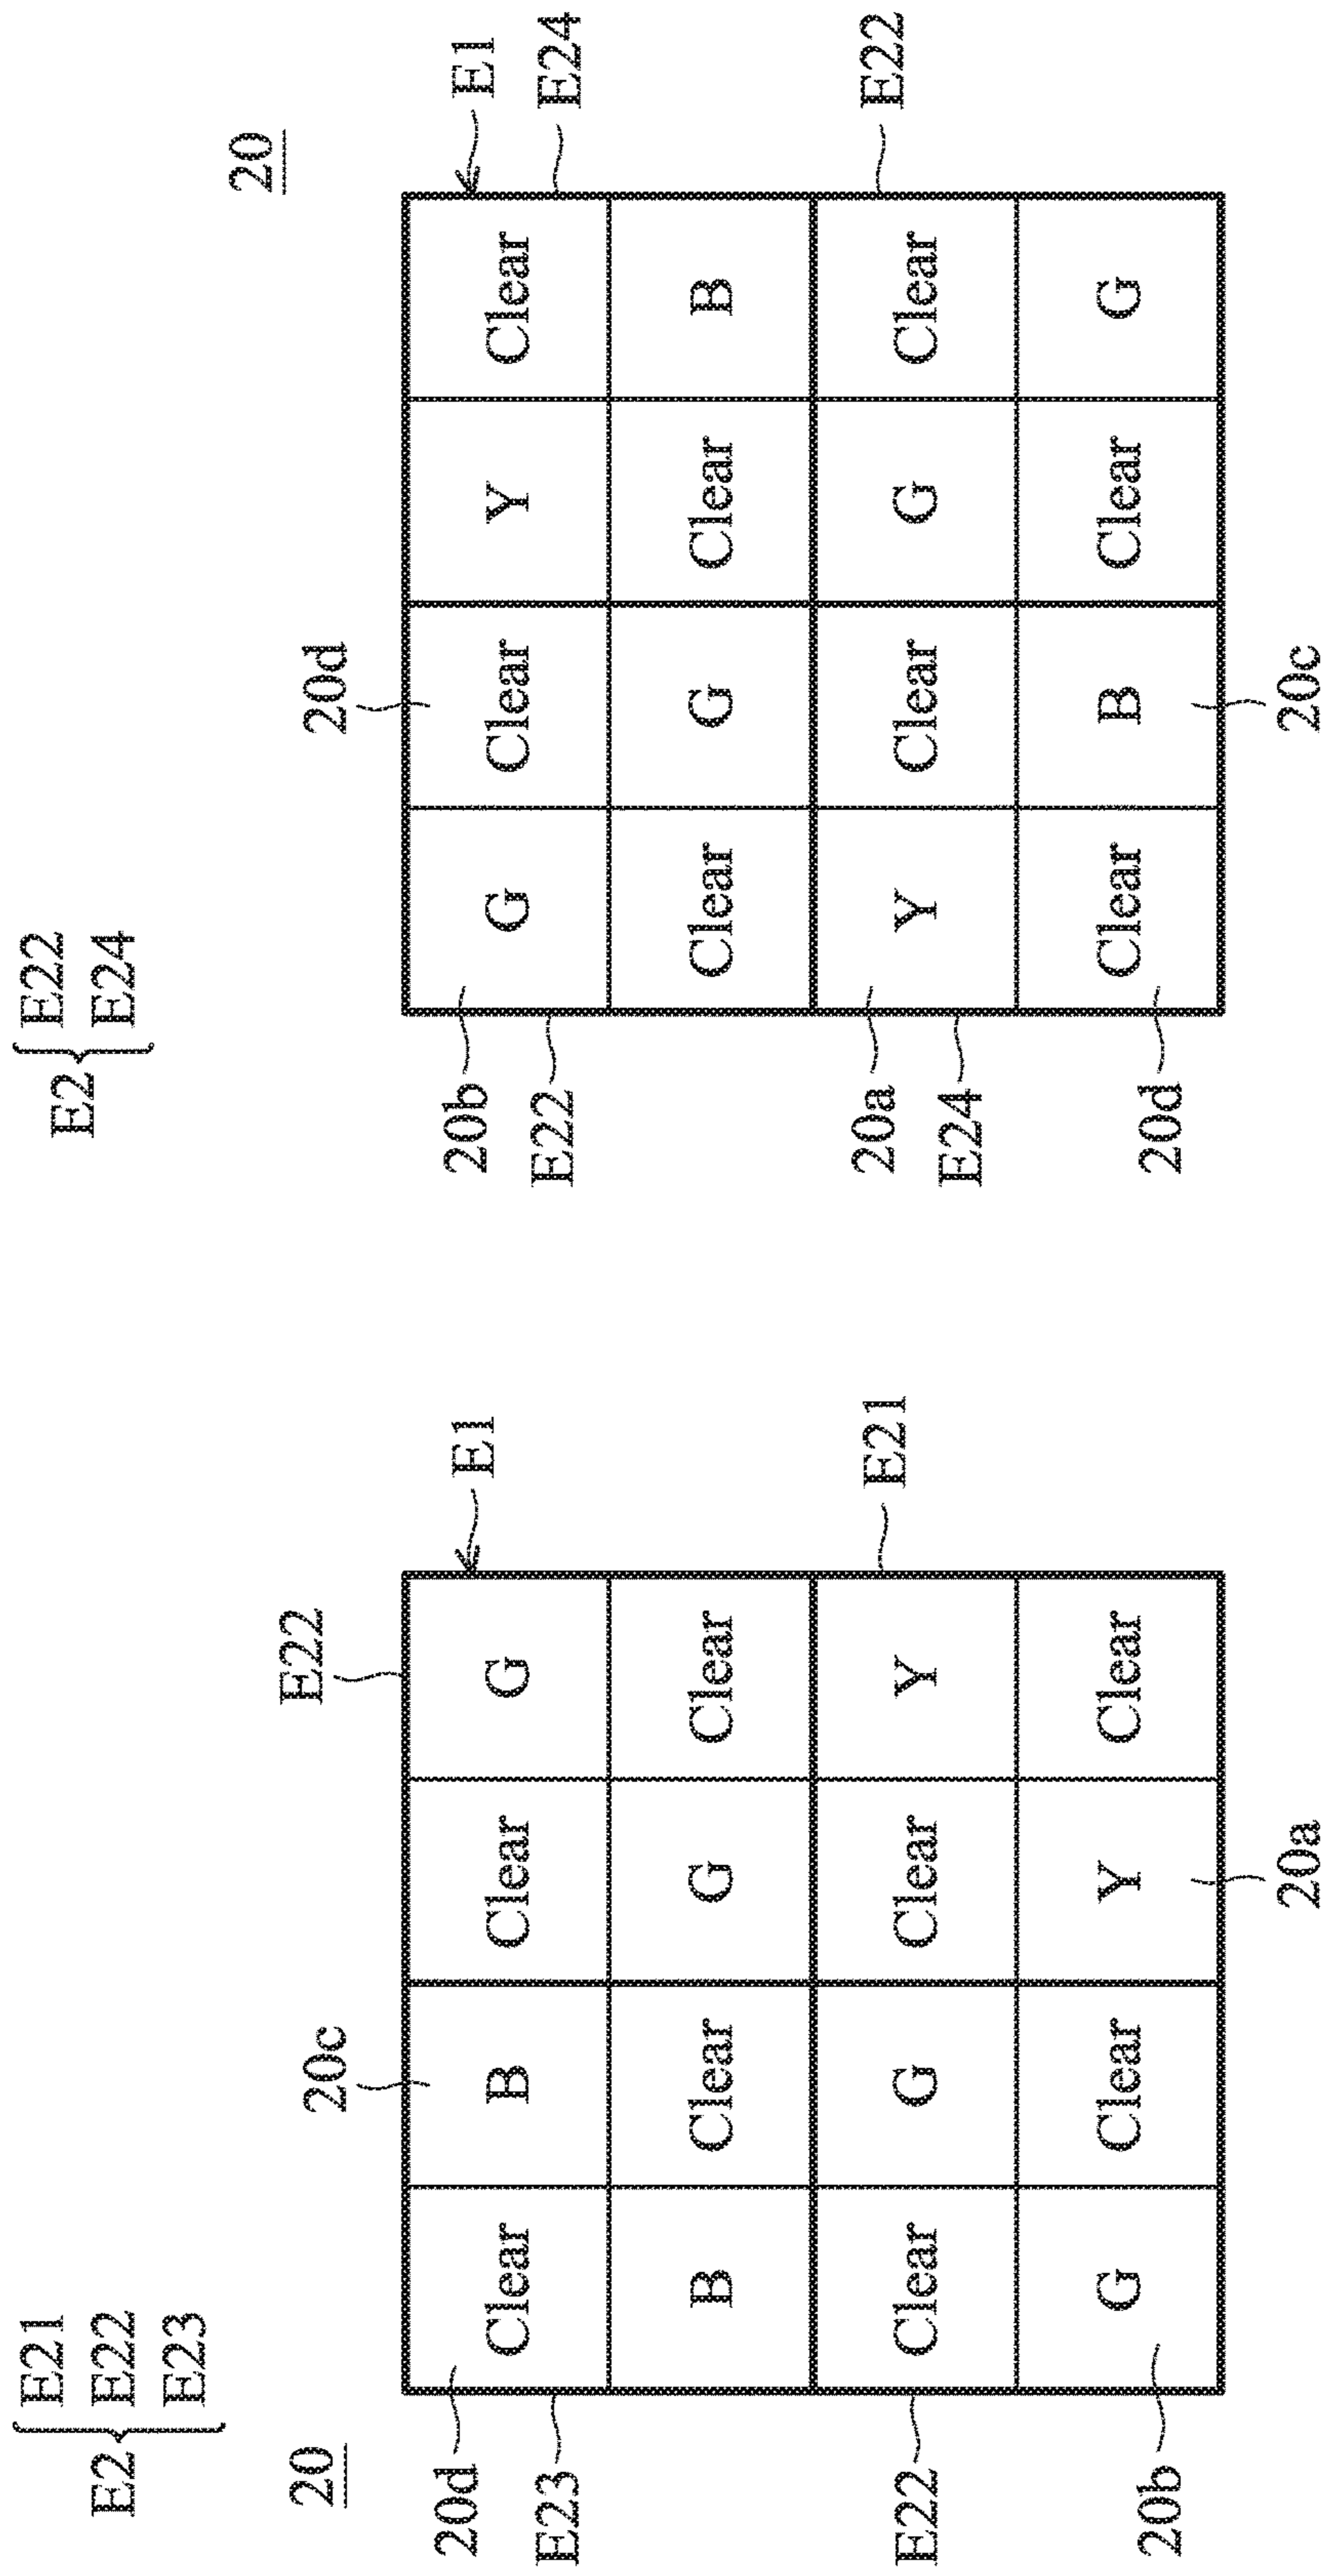 E21
E2 { E22
E23
20
E22
20c
20d Clear B Clear G E1
E23
B Clear G Clear
Clear G Clear Y E21
E22
G Clear Y Clear
20b
20a
E22
E2 {
E24
20
20d
20b G Clear Y Clear E1
E22 E24
Clear G Clear B
20a Y Clear G Clear E22
E24
20d Clear B Clear G
20c